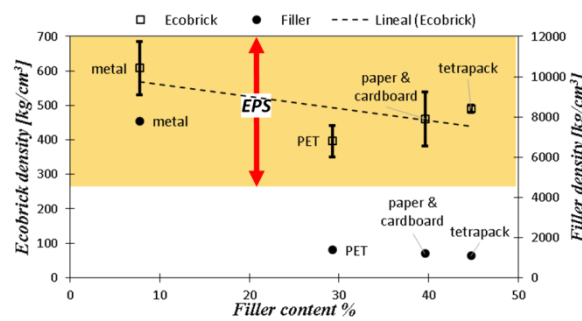 Ecobrick Filler Lineal (Ecobrick)
700
600
500
400
300
200
100
0
Ecobrick density [kg/cm³]
12000
10000
8000
6000
4000
2000
0
Filler density [kg/cm³]
metal
metal
EPS
PET
paper &
cardboard
tetrapack
PET
paper &
cardboard
tetrapack
0 10 20 30 40 50
Filler content %